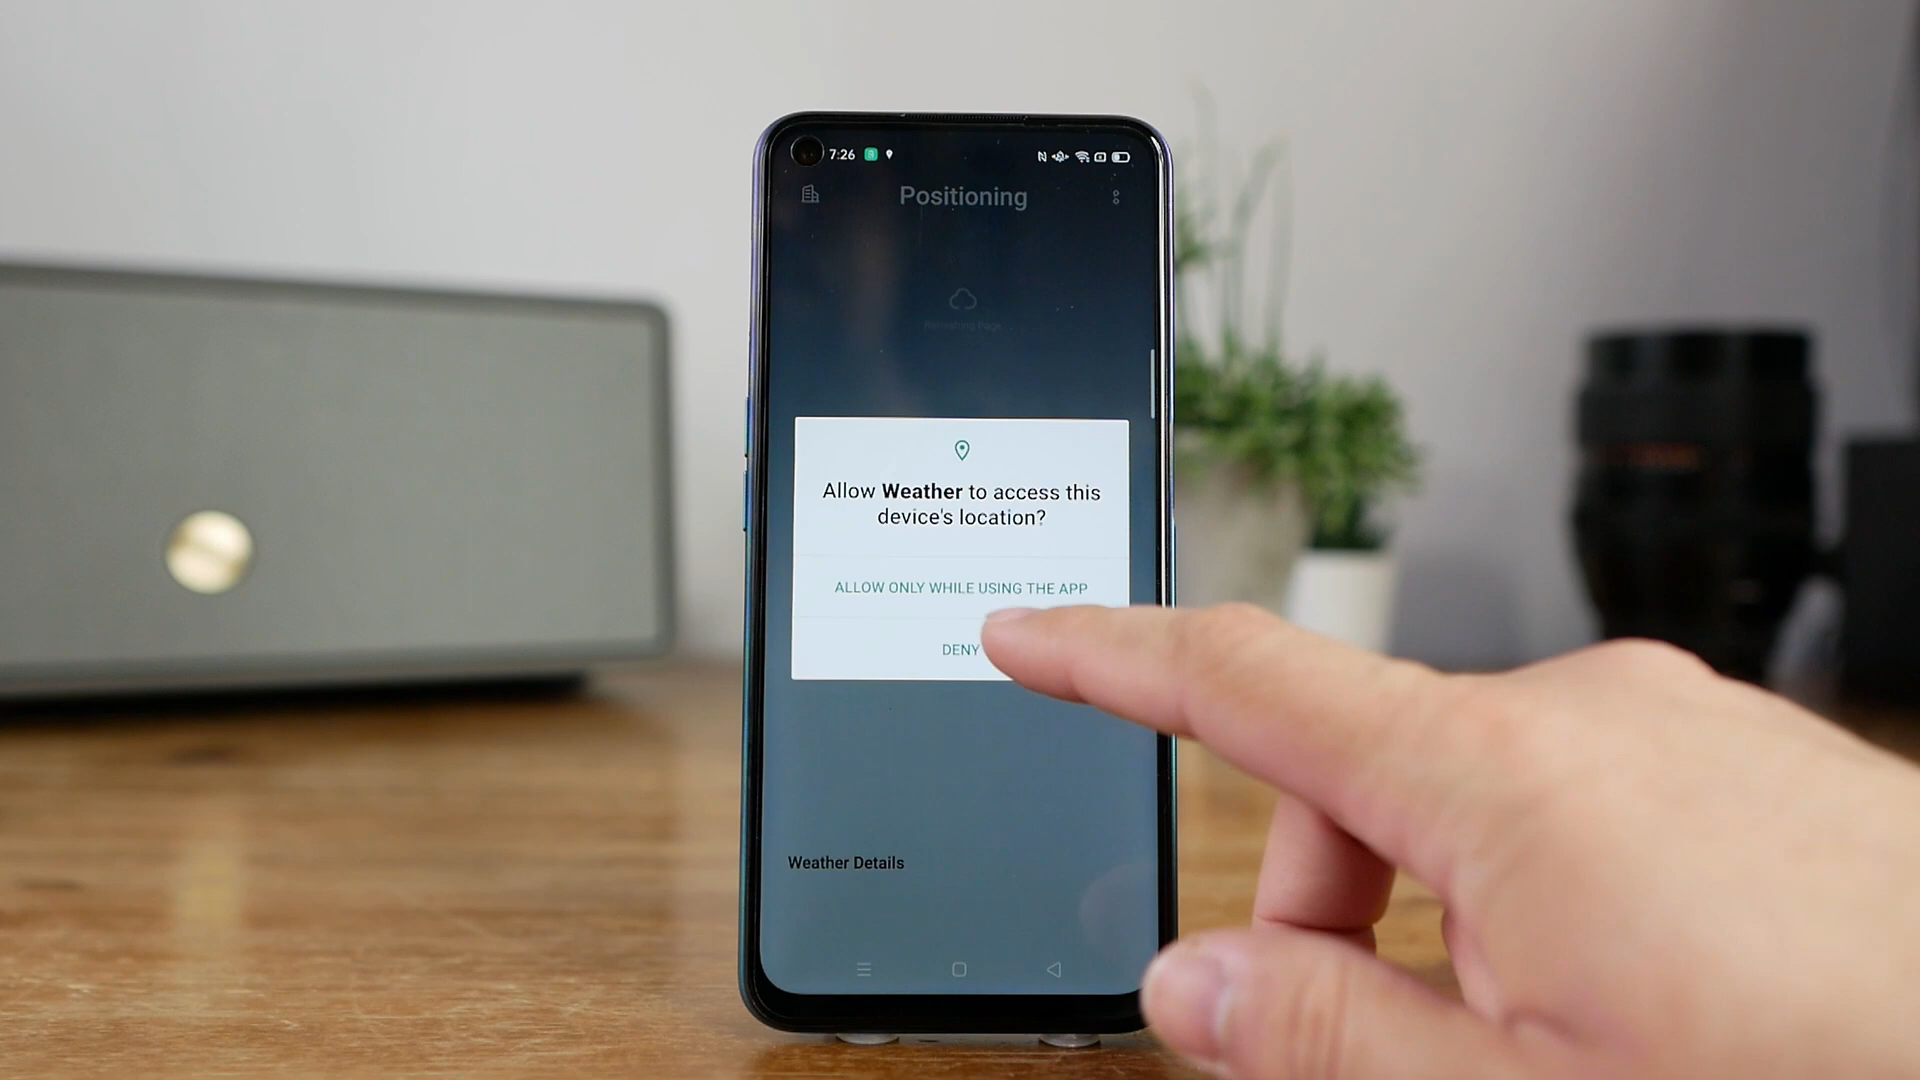 7:26
Positioning
Refreshing Page
Allow Weather to access this
device's location?
ALLOW ONLY WHILE USING THE APP
DENY
Weather Details